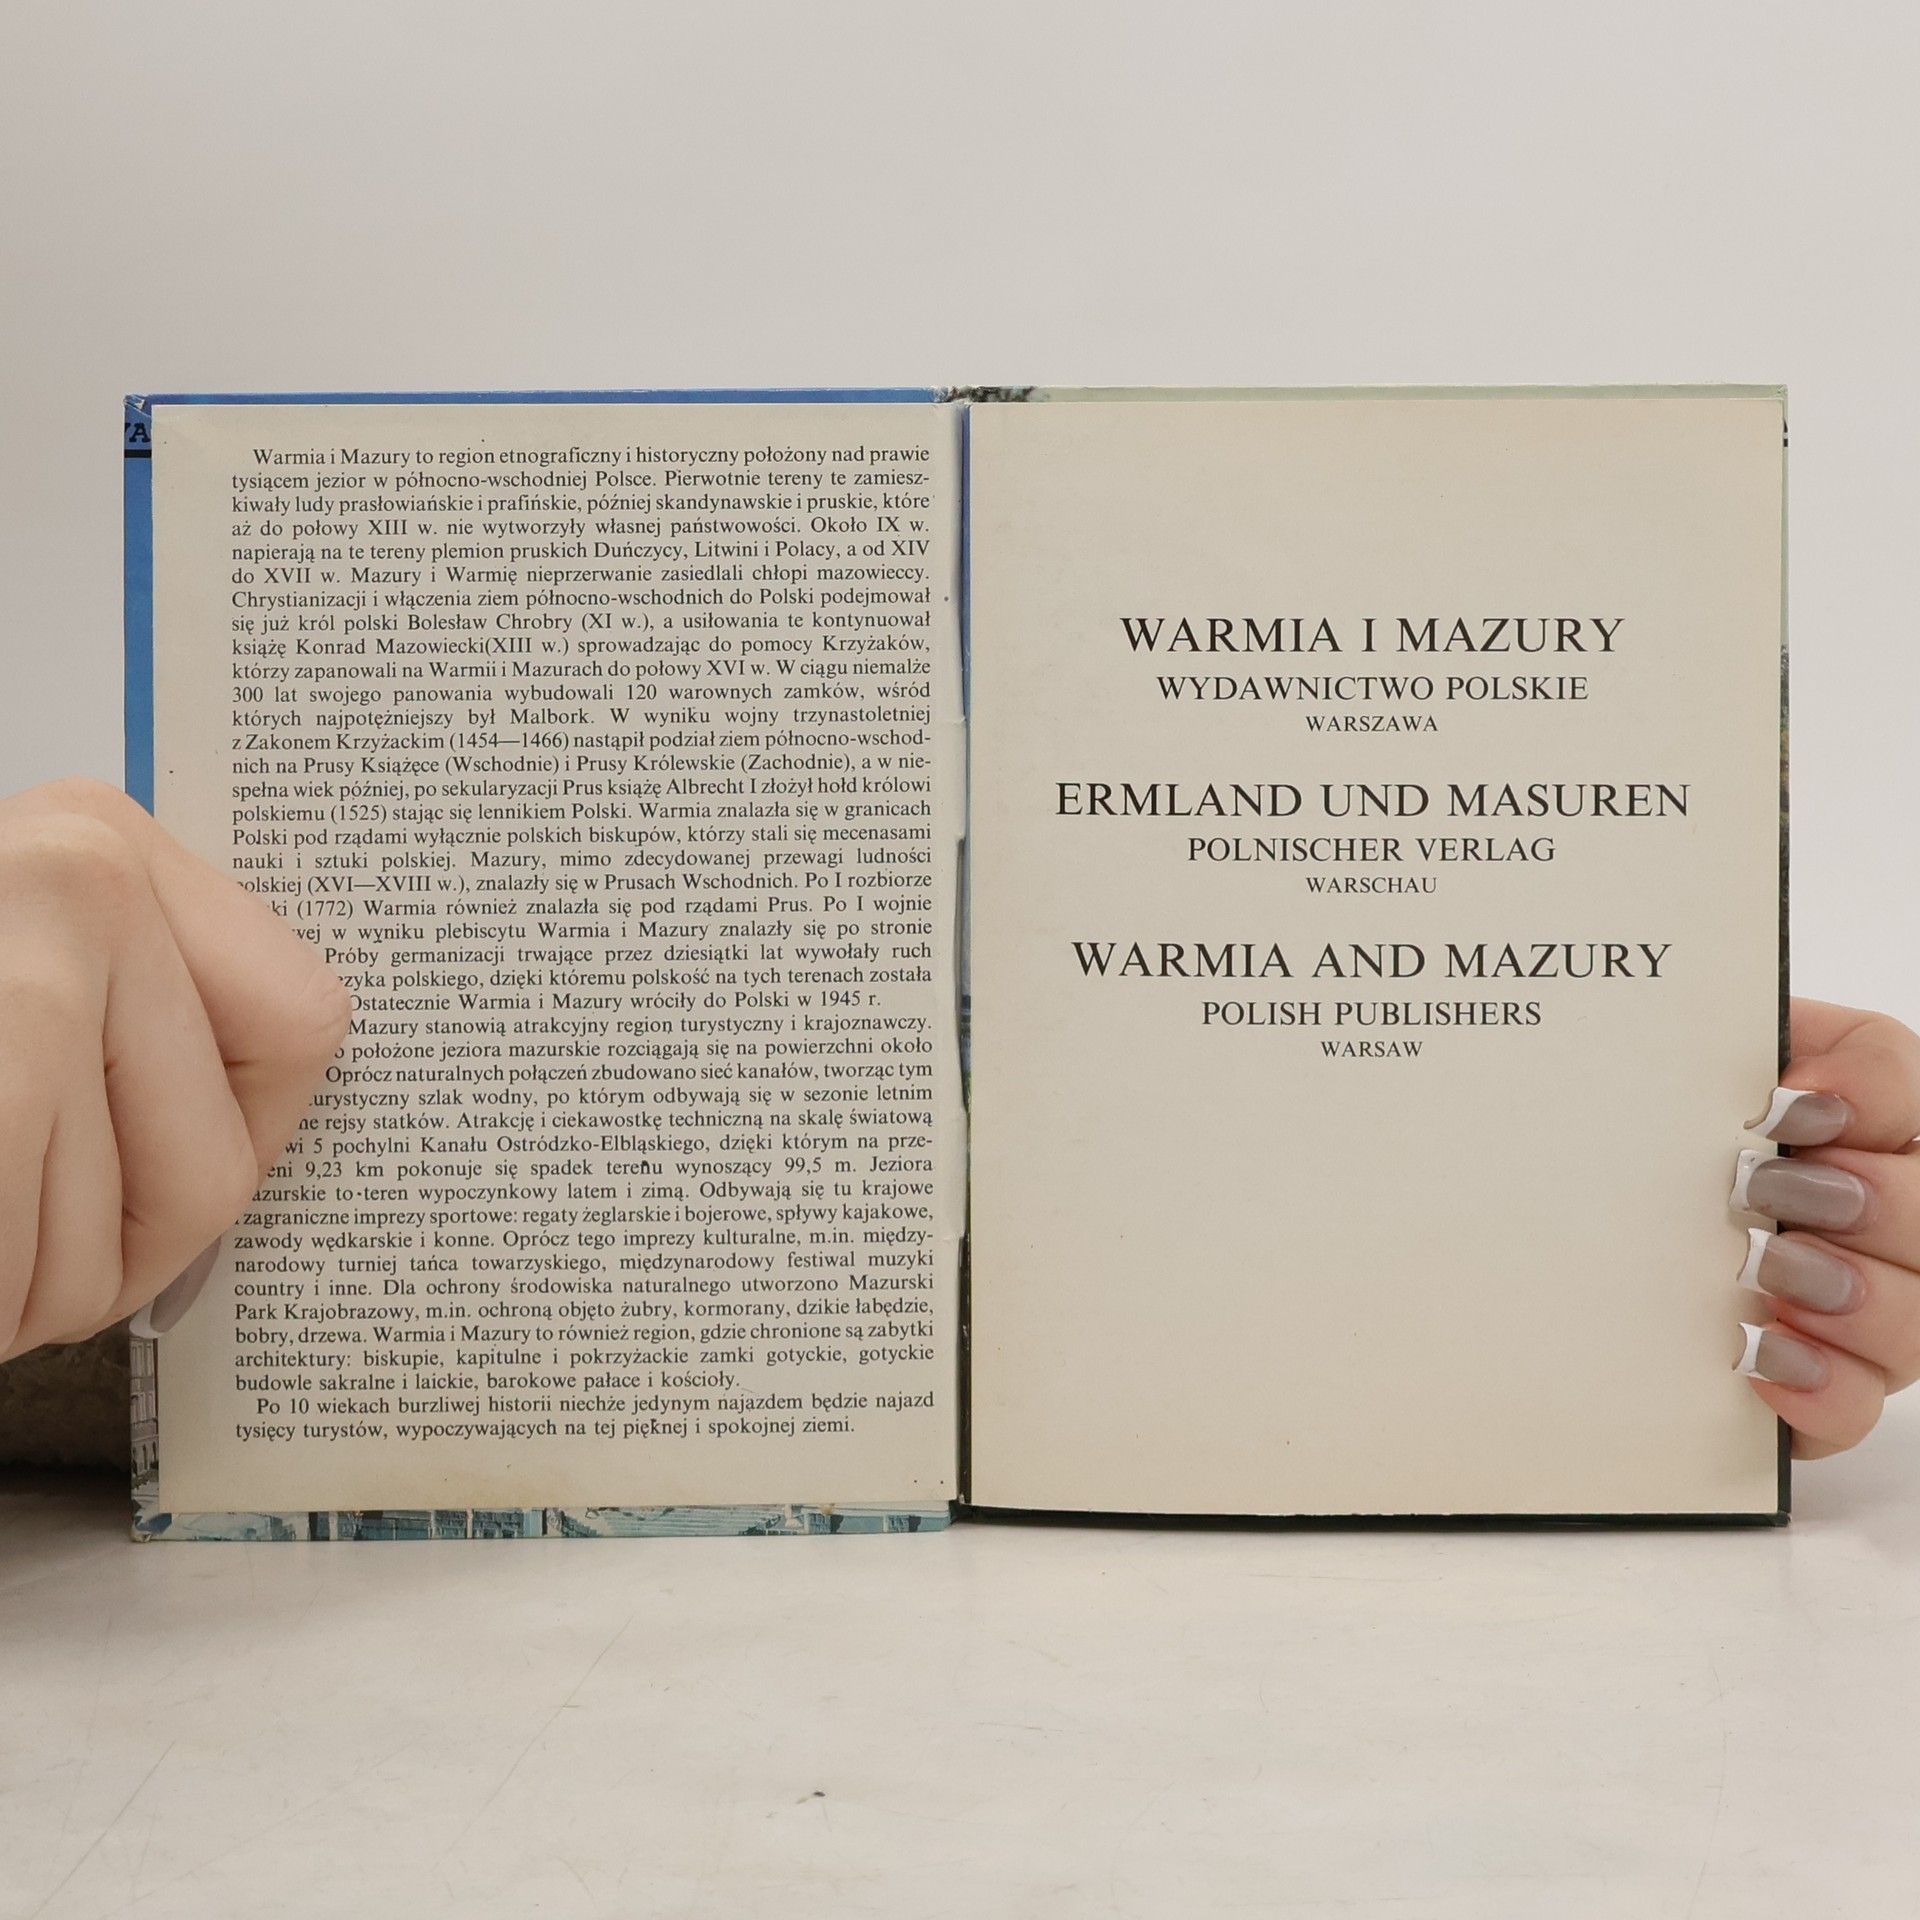 Warmia i Mazury to region etnograficzny i historyczny położony nad prawie
tysiącem jezior w północno-wschodniej Polsce. Pierwotnie tereny te zamiesz-
kiwały ludy prasłowiańskie i prafińskie, później skandynawskie i pruskie, które
aż do połowy XIII w. nie wytworzyły własnej państwowości. Około IX w.
napierają na te tereny plemion pruskich Duńczycy, Litwini i Polacy, a od XIV
do XVII w. Mazury i Warmię nieprzerwanie zasiedlali chłopi mazowieccy.
Chrystianizacji i włączenia ziem północno-wschodnich do Polski podejmował
się już król polski Bolesław Chrobry (XI w.), a usiłowania te kontynuował
książę Konrad Mazowiecki(XIII w.) sprowadzając do pomocy Krzyżaków,
którzy zapanowali na Warmii i Mazurach do połowy XVI w. W ciągu niemalże
300 lat swojego panowania wybudowali 120 warownych zamków, wśród
których najpotężniejszy był Malbork. W wyniku wojny trzynastoletniej
z Zakonem Krzyżackim (1454—1466) nastąpił podział ziem północno-wschod-
nich na Prusy Książęce (Wschodnie) i Prusy Królewskie (Zachodnie), a w nie-
spełna wiek później, po sekularyzacji Prus książę Albrecht I złożył hołd królowi
polskiemu (1525) stając się lennikiem Polski. Warmia znalazła się w granicach
Polski pod rządami wyłącznie polskich biskupów, którzy stali się mecenasami
nauki i sztuki polskiej. Mazury, mimo zdecydowanej przewagi ludności
polskiej (XVI—XVIII w.), znalazły się w Prusach Wschodnich. Po I rozbiorze
(1772) Warmia również znalazła się pod rządami Prus. Po I wojnie
w wyniku plebiscytu Warmia i Mazury znalazły się po stronie
Próby germanizacji trwające przez dziesiątki lat wywołały ruch
polskiego, dzięki któremu polskość na tych terenach została
Ostatecznie Warmia i Mazury wróciły do Polski w 1945 r.
Mazury stanowią atrakcyjny region turystyczny i krajoznawczy.
położone jeziora mazurskie rozciągają się na powierzchni około
Oprócz naturalnych połączeń zbudowano sieć kanałów, tworząc tym
turystyczny szlak wodny, po którym odbywają się w sezonie letnim
rejsy statków. Atrakcję i ciekawostkę techniczną na skalę światową
5 pochylni Kanału Ostródzko-Elbląskiego, dzięki którym na prze-
9,23 km pokonuje się spadek terenu wynoszący 99,5 m. Jeziora
mazurskie to teren wypoczynkowy latem i zimą. Odbywają się tu krajowe
i zagraniczne imprezy sportowe: regaty żeglarskie i bojerowe, spływy kajakowe,
zawody wędkarskie i konne. Oprócz tego imprezy kulturalne, m.in. między-
narodowy turniej tańca towarzyskiego, międzynarodowy festiwal muzyki
country i inne. Dla ochrony środowiska naturalnego utworzono Mazurski
Park Krajobrazowy, m.in. ochroną objęto żubry, kormorany, dzikie łabędzie,
bobry, drzewa. Warmia i Mazury to również region, gdzie chronione są zabytki
architektury: biskupie, kapitulne i pokrzyżackie zamki gotyckie, gotyckie
budowle sakralne i laickie, barokowe pałace i kościoły.
Po 10 wiekach burzliwej historii niechże jedynym najazdem będzie najazd
tysięcy turystów, wypoczywających na tej pięknej i spokojnej ziemi.
WARMIA I MAZURY
WYDAWNICTWO POLSKIE
WARSZAWA
ERMLAND UND MASUREN
POLNISCHER VERLAG
WARSCHAU
WARMIA AND MAZURY
POLISH PUBLISHERS
WARSAW